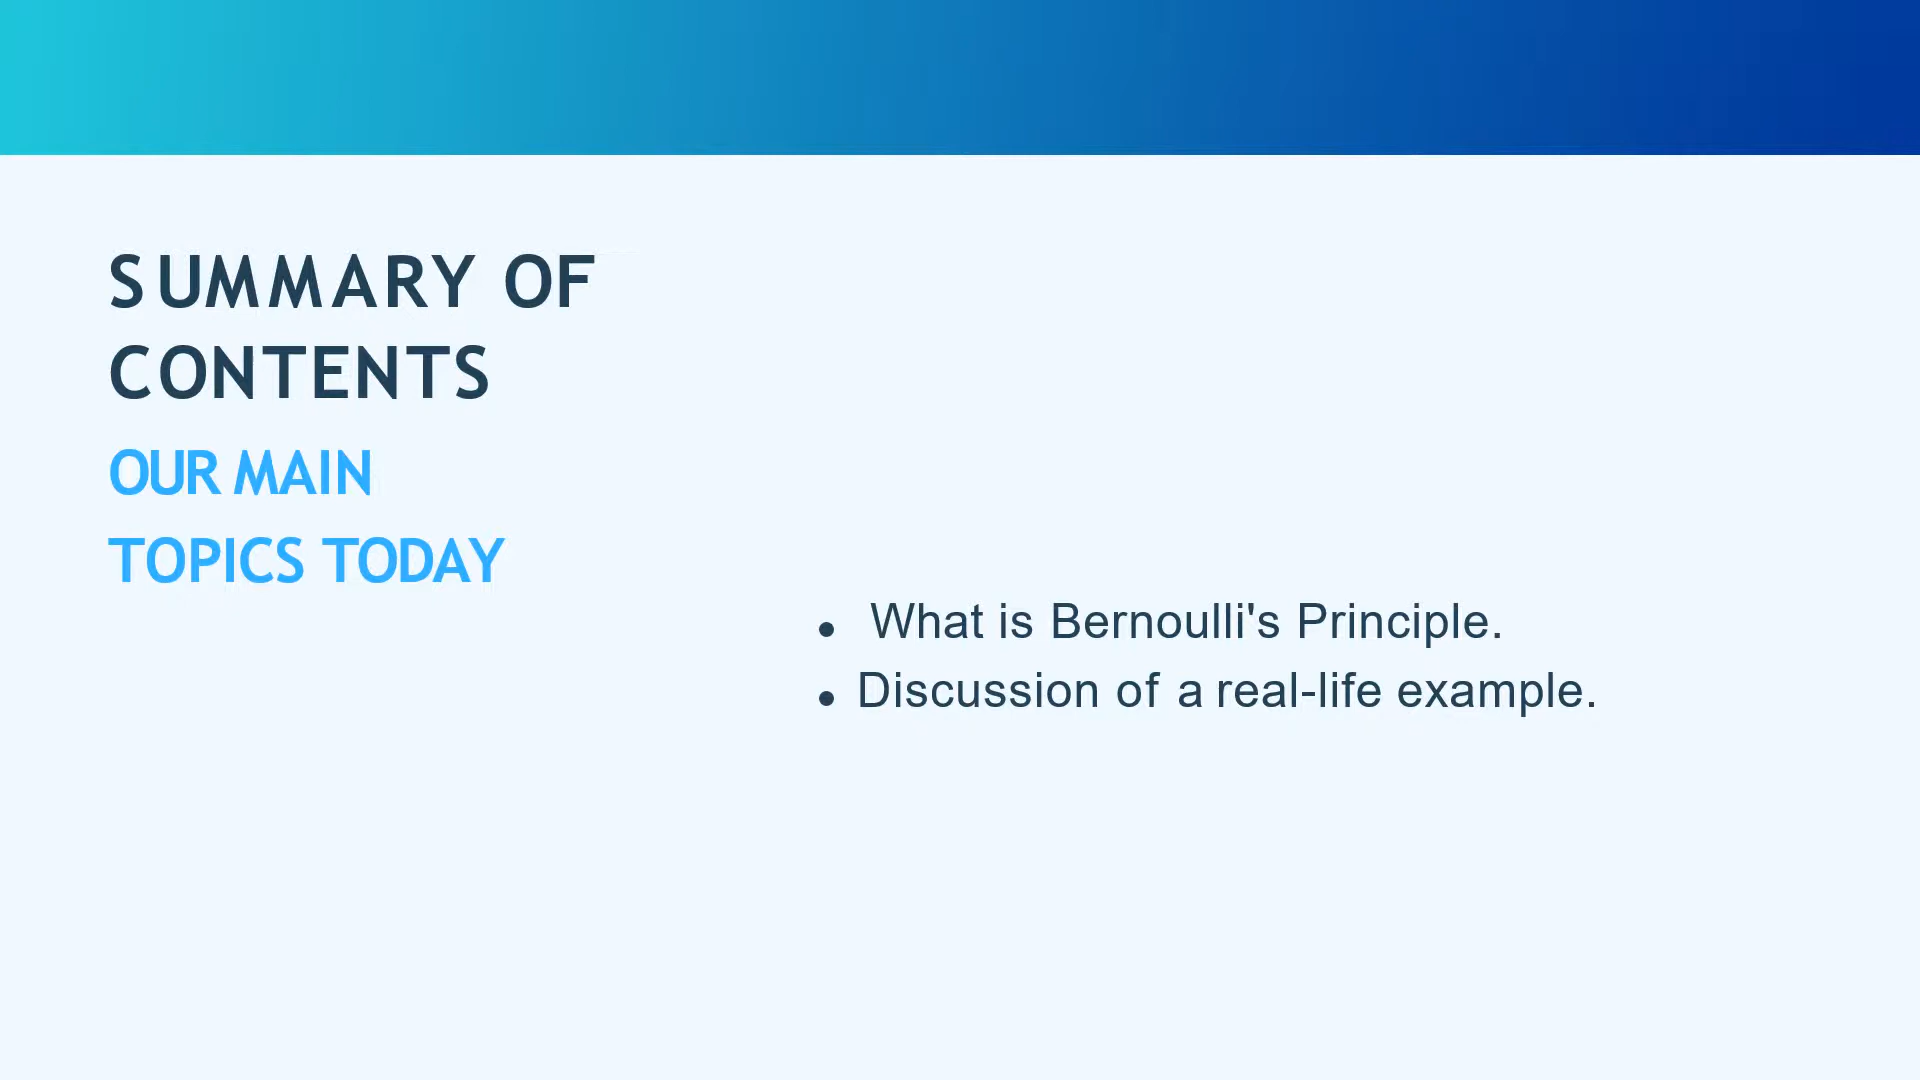 SUMMARY OF
CONTENTS
OUR MAIN
TOPICS TODAY
• What is Bernoulli's Principle.
• Discussion of a real-life example.